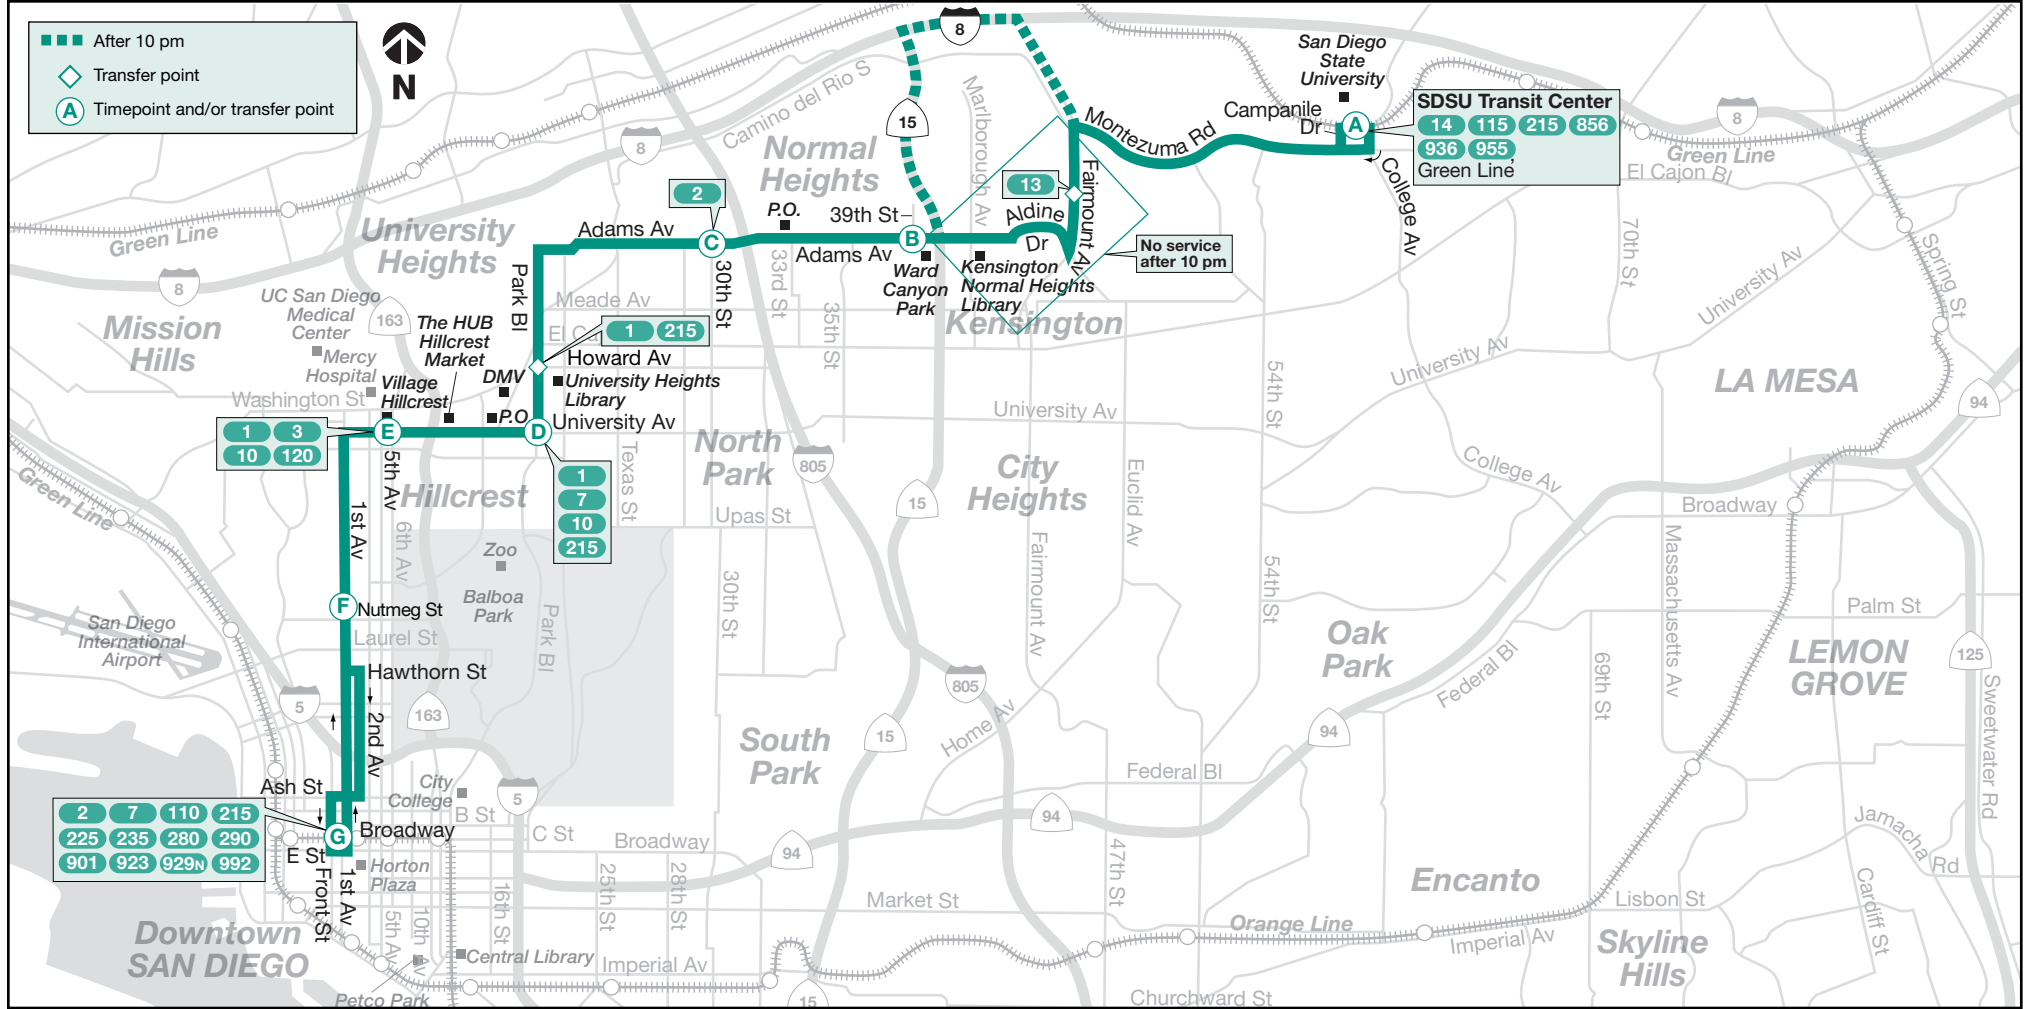 After 10 pm
Transfer point
A
Timepoint and/or transfer point
N
8
San Diego
State
University
Campanile
Dr
A
SDSU Transit Center
14 115 215 856
936 955,
Green Line
8
Green Line
El Cajon Bl
Camino del Rio S
8
15
Marlborough Av
Montezuma Rd
College Av
Normal
Heights
2
P.O.
39th St
13
Aldine
Dr
Fairmount Av
No service
after 10 pm
70th St
University Av
Spring St
Green Line
University
Heights
Adams Av
C
Adams Av
B
Ward
Canyon
Park
Kensington
Normal Heights
Library
Kensington
8
UC San Diego
Medical
Center
163
The HUB
Hillcrest
Market
Park Bl
Meade Av
30th St
33rd St
35th St
Mission
Hills
Mercy
Hospital
Washington St
Village
Hillcrest
DMV
P.O.
El Ca
1 215
Howard Av
University Heights
Library
University Av
University Av
54th St
University Av
LA MESA
94
1 3
10 120
E
D
5th Av
Hillcrest
1
7
10
215
Texas St
North
Park
805
City
Heights
Euclid Av
College Av
Broadway
Green Line
1st Av
6th Av
Upas St
15
Zoo
Balboa
Park
Park Bl
30th St
Fairmount Av
54th St
Massachusetts Av
Palm St
F
Nutmeg St
Laurel St
San Diego
International
Airport
Hawthorn St
Oak
Park
Federal Bl
69th St
LEMON
GROVE
125
Sweetwater Rd
5
163
2nd Av
805
15
Home Av
South
Park
94
Federal Bl
Ash St
City
College
5
B St
C St
2 7 110 215
225 235 280 290
901 923 929N 992
G
Broadway
Broadway
94
94
E St
Front St
1st Av
Horton
Plaza
5th Av
10th Av
16th St
25th St
28th St
47th St
Market St
Encanto
Jamacha Rd
Cardiff St
Lisbon St
Orange Line
Imperial Av
Skyline
Hills
Downtown
SAN DIEGO
Central Library
Imperial Av
Petco Park
15
Churchward St